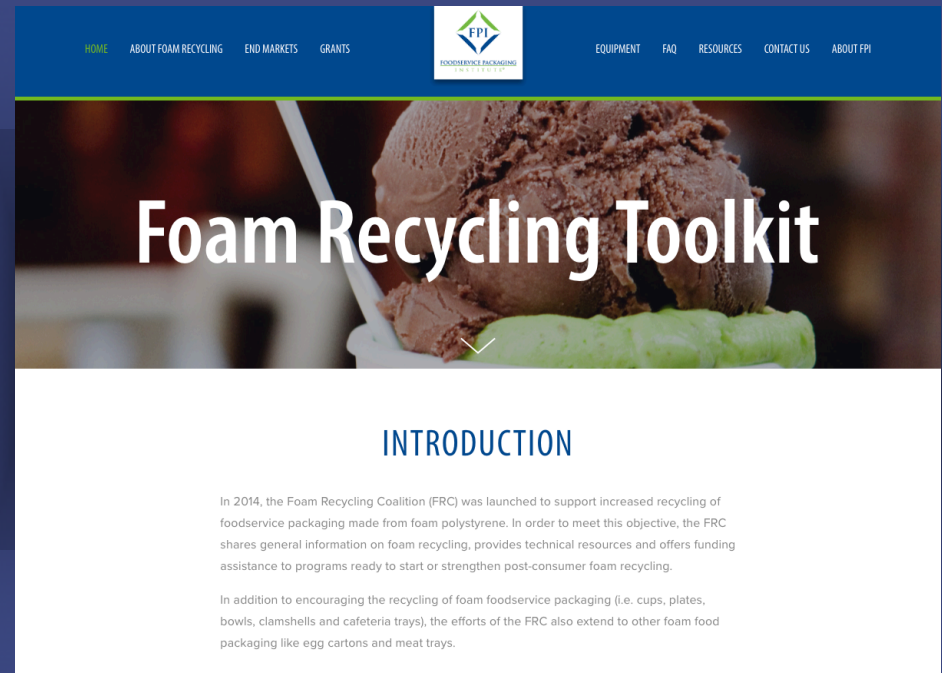 HOME ABOUT FOAM RECYCLING END MARKETS GRANTS
FPI
FOODSERVICE PACKAGING
INSTITUTE®
EQUIPMENT FAQ RESOURCES CONTACT US ABOUT FPI
Foam Recycling Toolkit
INTRODUCTION
In 2014, the Foam Recycling Coalition (FRC) was launched to support increased recycling of
foodservice packaging made from foam polystyrene. In order to meet this objective, the FRC
shares general information on foam recycling, provides technical resources and offers funding
assistance to programs ready to start or strengthen post-consumer foam recycling.
In addition to encouraging the recycling of foam foodservice packaging (i.e. cups, plates,
bowls, clamshells and cafeteria trays), the efforts of the FRC also extend to other foam food
packaging like egg cartons and meat trays.